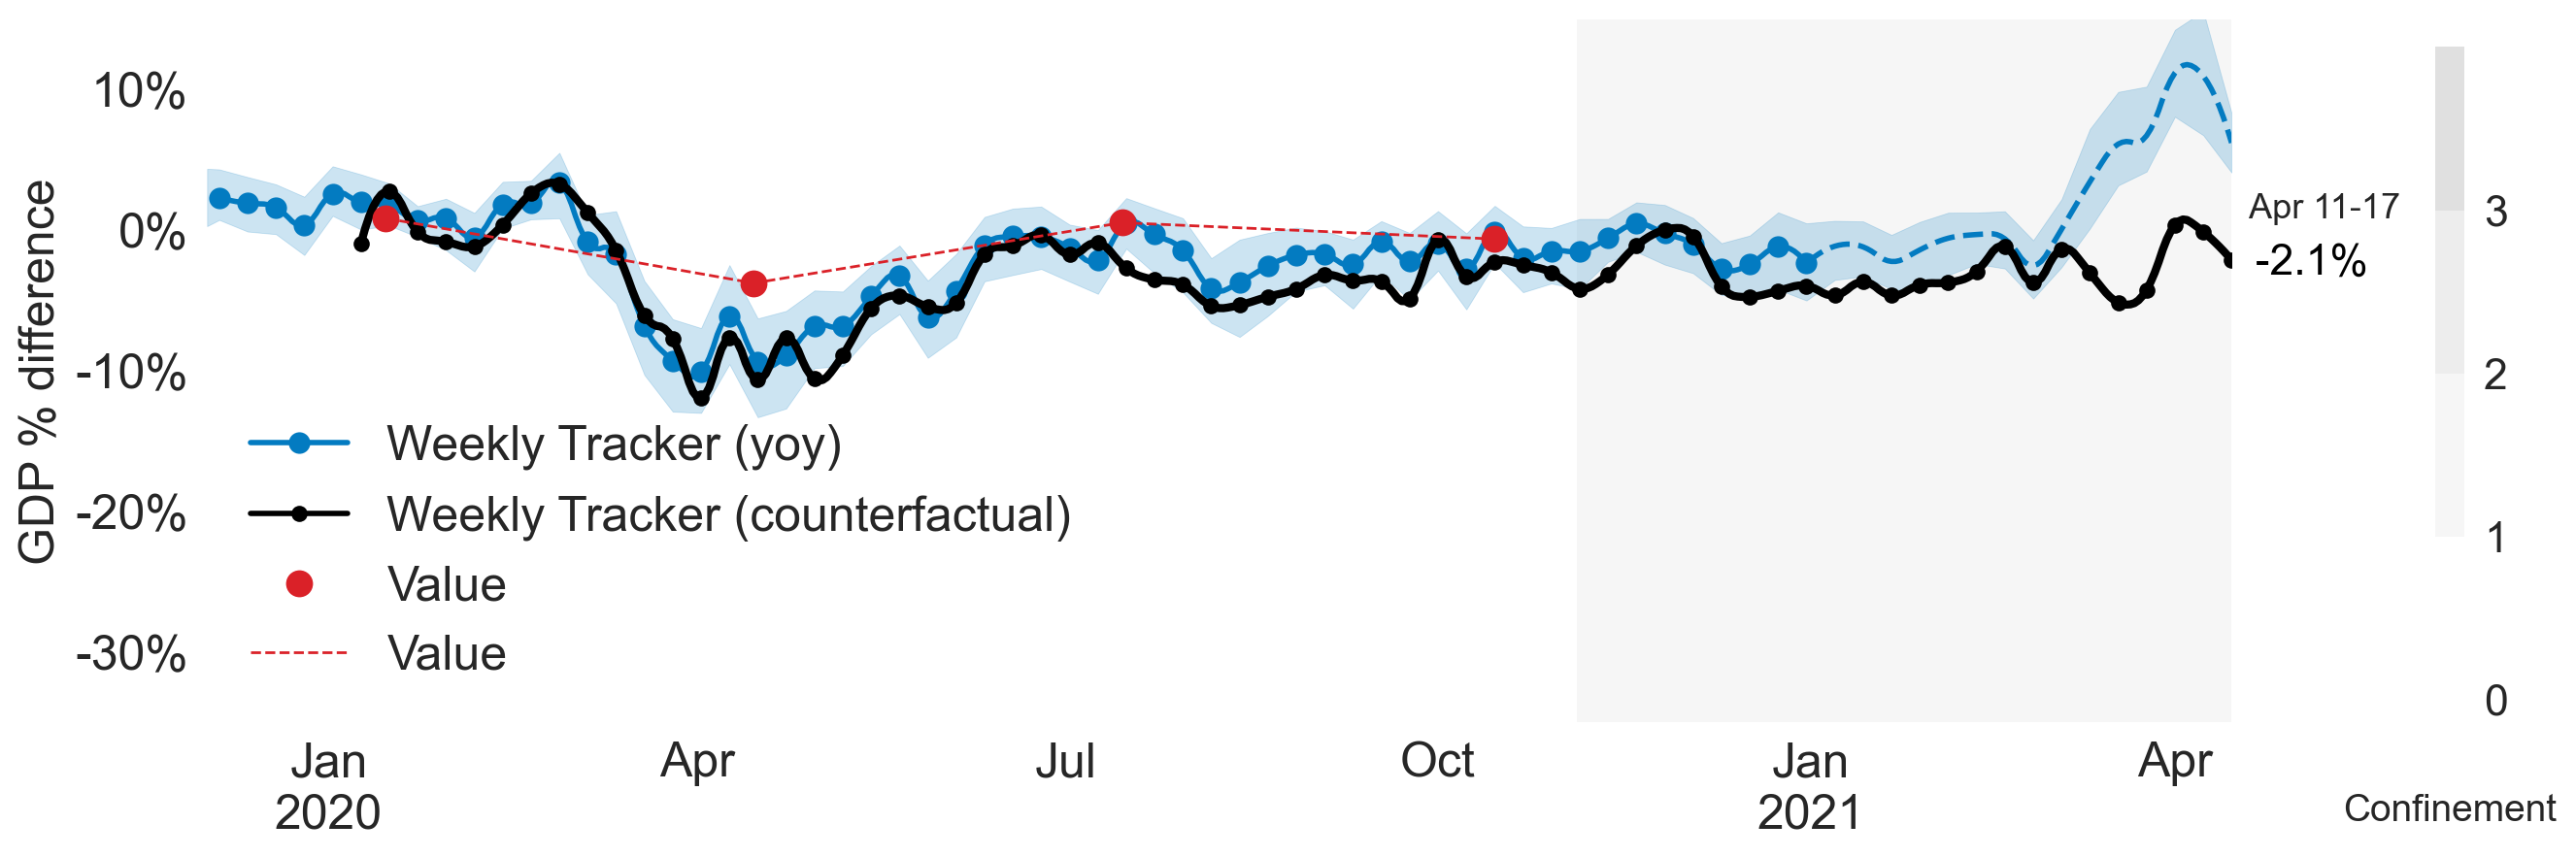 GDP % difference
10%
0%
-10%
-20%
-30%
Weekly Tracker (yoy)
Weekly Tracker (counterfactual)
Value
Value
Jan
2020
Apr
Jul
Oct
Jan
2021
Apr
Apr 11-17
-2.1%
3
2
1
0
Confinement